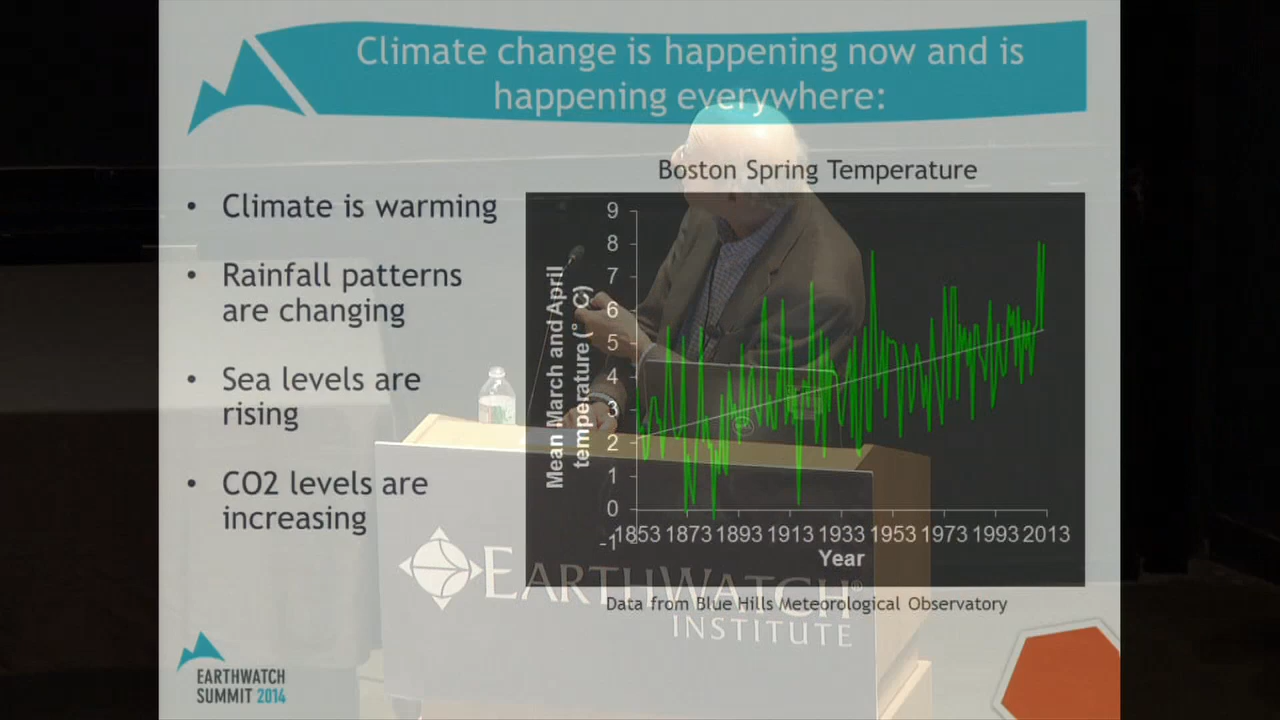 Climate change is happening now and is
happening everywhere:
Boston Spring Temperature
• Climate is warming
• Rainfall patterns
are changing
• Sea levels are
rising
• CO2 levels are
increasing
9
8
7
6
5
4
3
2
1
0
-1
Mean March and April
temperature (° C)
1853 1873 1893 1913 1933 1953 1973 1993 2013
Year
Data from Blue Hills Meteorological Observatory
EARTHWATCH®
INSTITUTE
EARTHWATCH
SUMMIT 2014